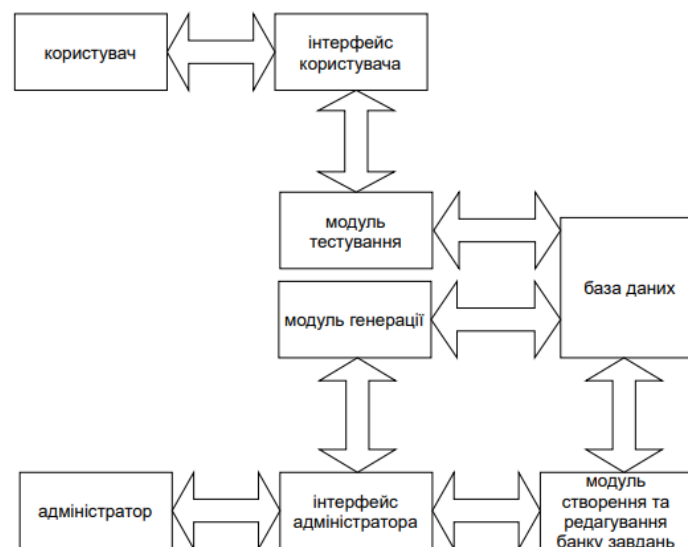 користувач
інтерфейс
користувача
модуль
тестування
база даних
модуль генерації
адміністратор
інтерфейс
адміністратора
модуль
створення та
редагування
банку завдань